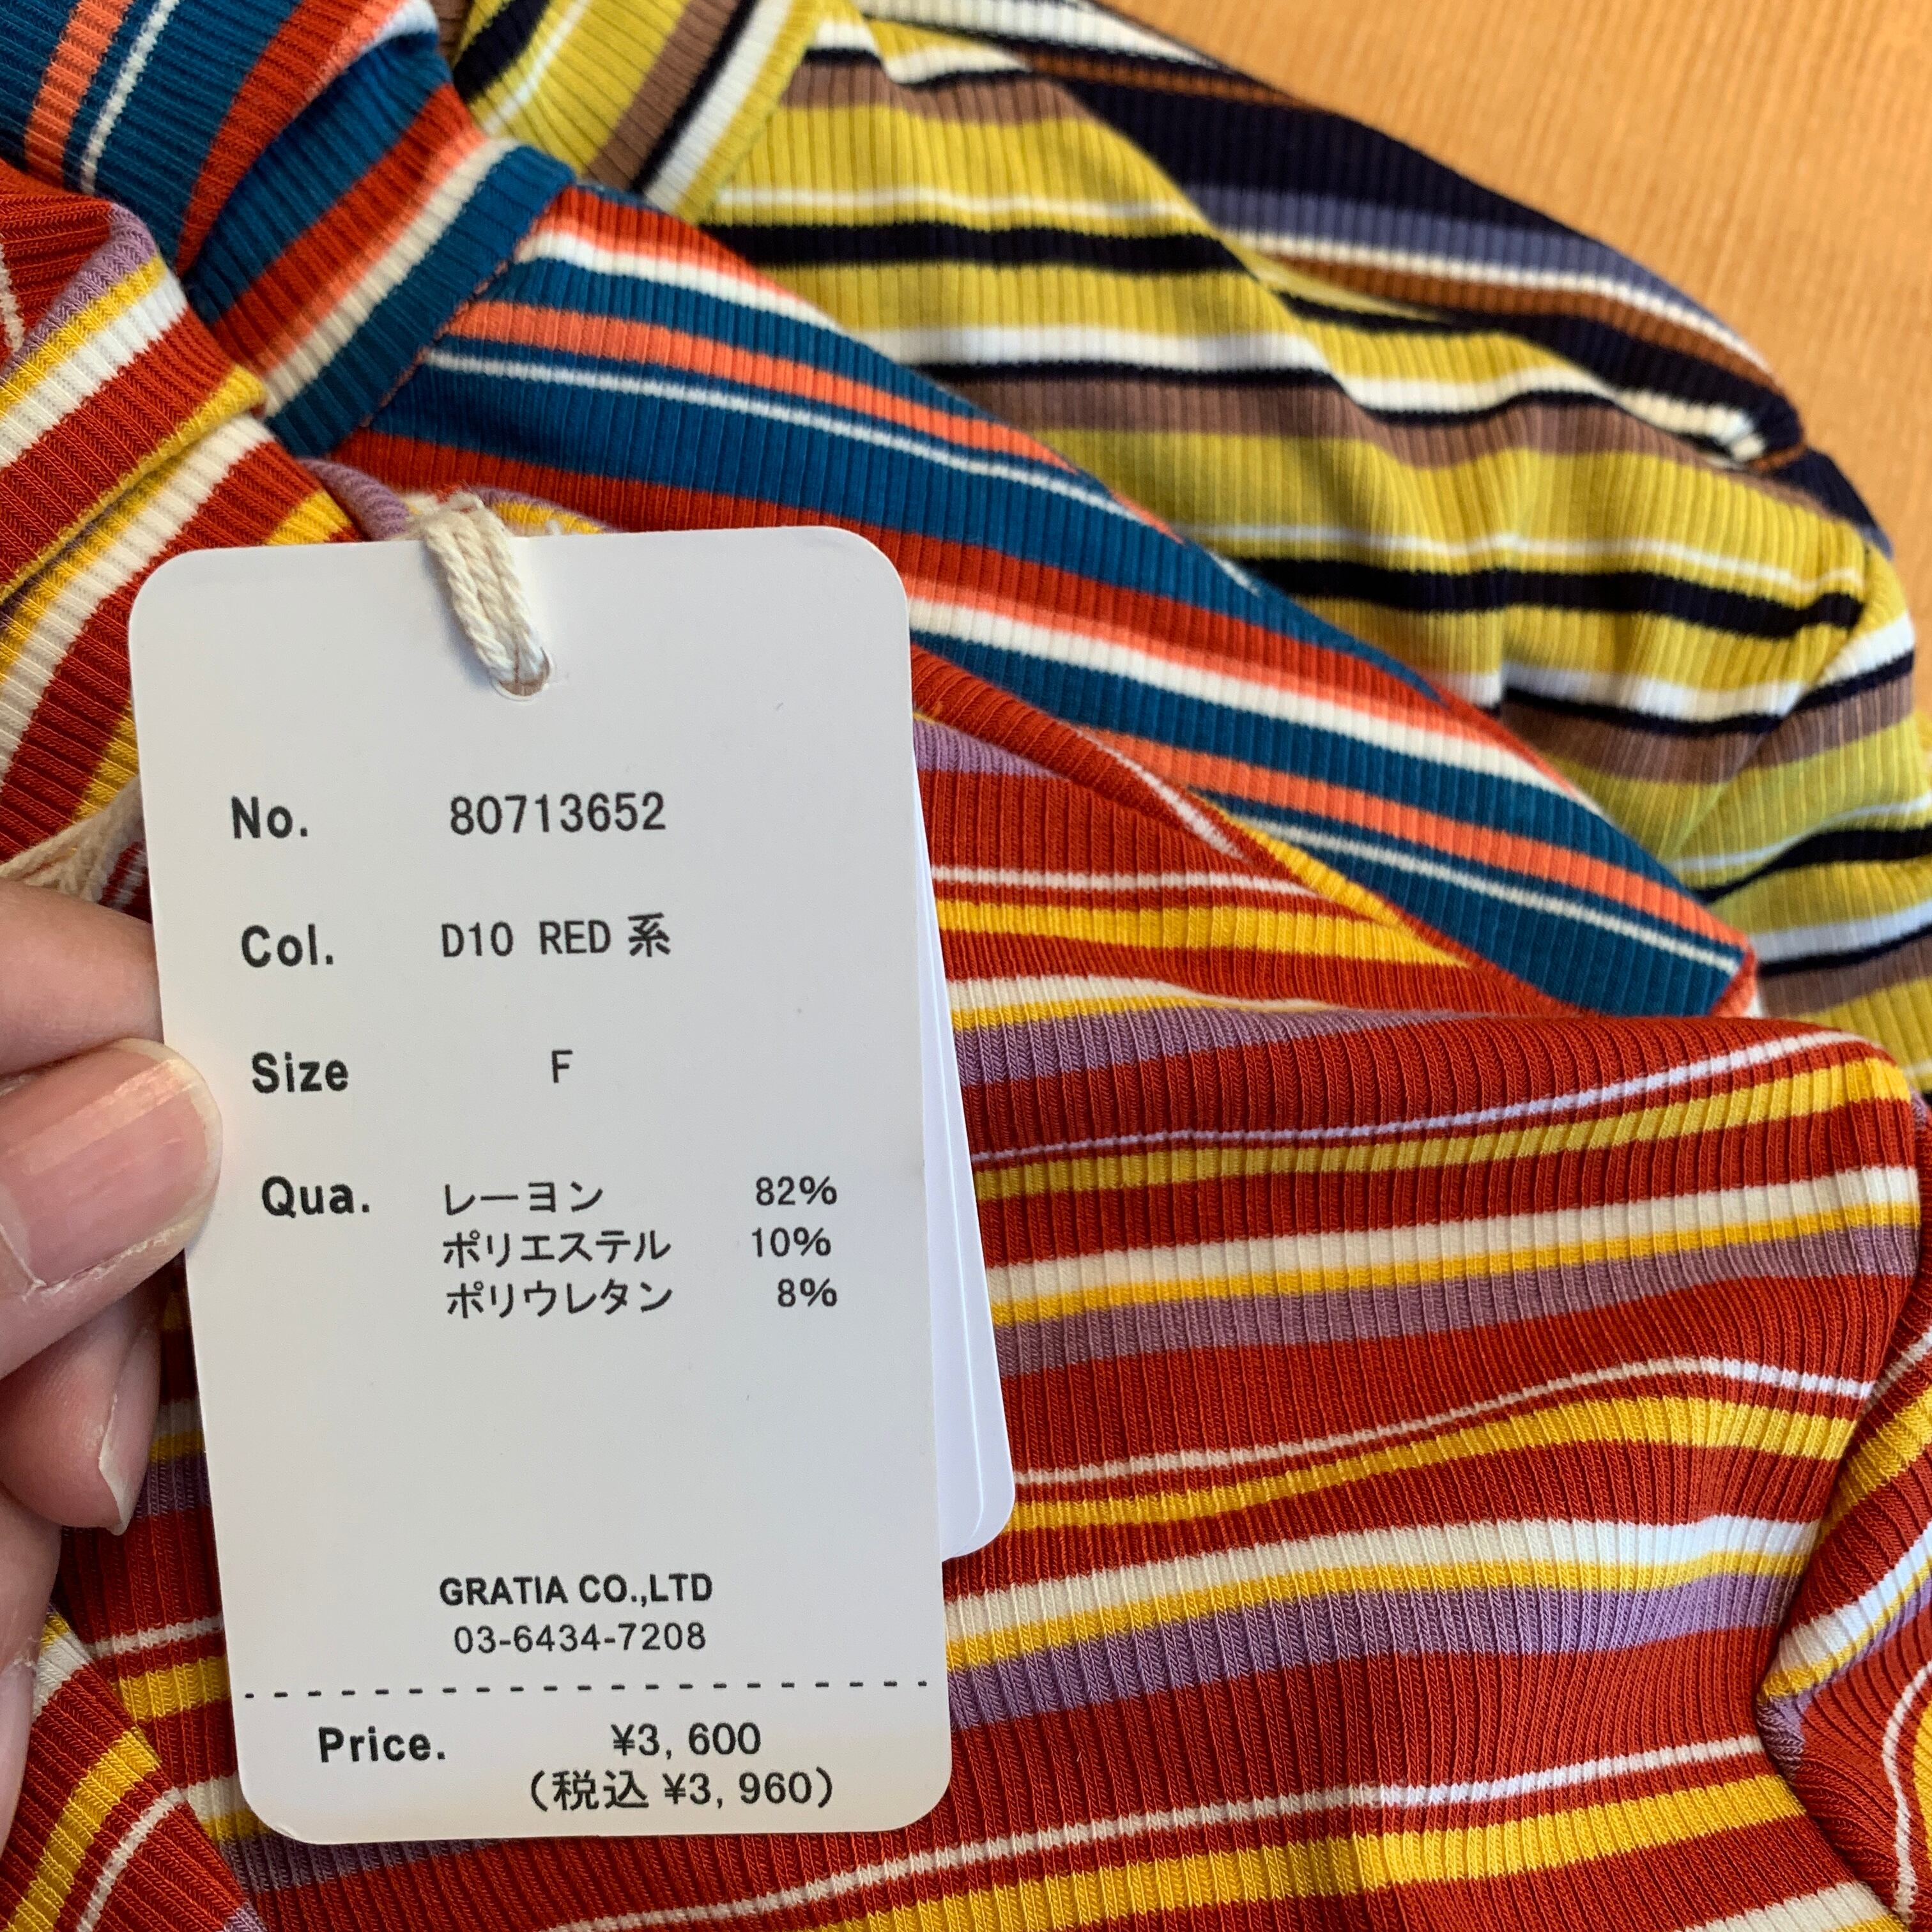 No. 80713652
Col. D10 RED 系
Size F
Qua. レーヨン 82%
ポリエステル 10%
ポリウレタン 8%
GRATIA CO.,LTD
03-6434-7208
Price. ¥3, 600
(税込 ¥3, 960)